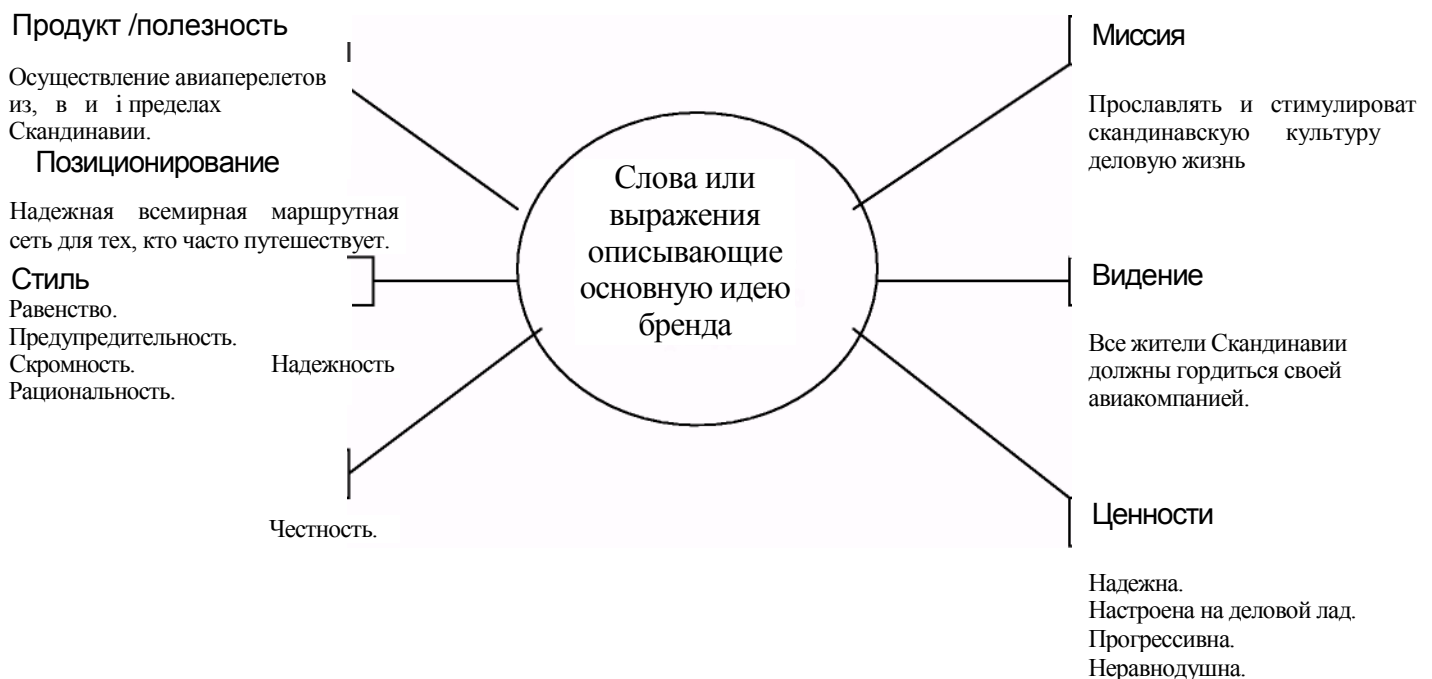 Продукт /полезность
Осуществление авиаперелетов
из, в и i пределах
Скандинавии.
Позиционирование
Надежная всемирная маршрутная
сеть для тех, кто часто путешествует.
Стиль
Равенство.
Предупредительность.
Скромность. Надежность
Рациональность.
Честность.
Слова или
выражения
описывающие
основную идею
бренда
Миссия
Прославлять и стимулироват
скандинавскую культуру
деловую жизнь
Видение
Все жители Скандинавии
должны гордиться своей
авиакомпанией.
Ценности
Надежна.
Настроена на деловой лад.
Прогрессивна.
Неравнодушна.